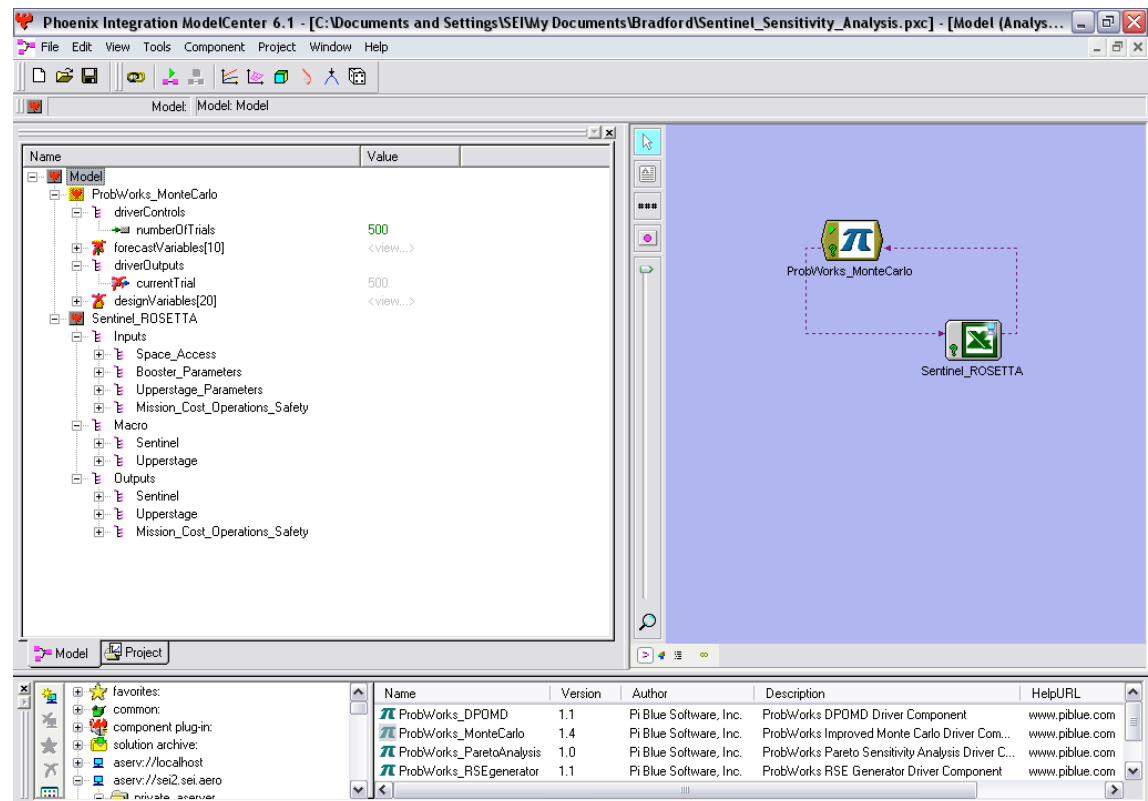 Phoenix Integration ModelCenter 6.1 - [C:\Documents and Settings\SEI\My Documents\Bradford\Sentinel_Sensitivity_Analysis.pxc] - [Model (Analys...
File Edit View Tools Component Project Window Help
Model: Model: Model
Name Value
Model
ProbWorks_MonteCarlo
driverControls
numberOfTrials 500
forecastVariables[10] <view...>
driverOutputs
currentTrial 500
designVariables[20] <view...>
Sentinel_ROSETTA
Inputs
Space_Access
Booster_Parameters
Upperstage_Parameters
Mission_Cost_Operations_Safety
Macro
Sentinel
Upperstage
Outputs
Sentinel
Upperstage
Mission_Cost_Operations_Safety
Model Project
ProbWorks_MonteCarlo
Sentinel_ROSETTA
favorites:
common:
component plug-in:
solution archive:
aserv://localhost
aserv://sei2.sei.aero
private_aserver
Name Version Author Description HelpURL
ProbWorks_DPOMD 1.1 Pi Blue Software, Inc. ProbWorks DPOMD Driver Component www.piblue.com
ProbWorks_MonteCarlo 1.4 Pi Blue Software, Inc. ProbWorks Improved Monte Carlo Driver Com... www.piblue.com
ProbWorks_ParetoAnalysis 1.0 Pi Blue Software, Inc. ProbWorks Pareto Sensitivity Analysis Driver C... www.piblue.com
ProbWorks_RSEgenerator 1.1 Pi Blue Software, Inc. ProbWorks RSE Generator Driver Component www.piblue.com